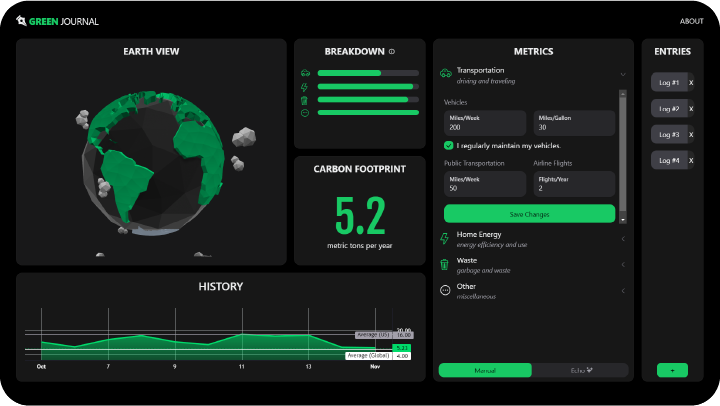 GREEN JOURNAL
ABOUT
EARTH VIEW
BREAKDOWN
CARBON FOOTPRINT
5.2
metric tons per year
METRICS
Transportation
driving and traveling
Vehicles
Miles/Week
200
Miles/Gallon
30
I regularly maintain my vehicles.
Public Transportation
Airline Flights
Miles/Week
50
Flights/Year
2
Save Changes
Home Energy
energy efficiency and use
Waste
garbage and waste
Other
miscellaneous
Manual
Echo
ENTRIES
Log #1 X
Log #2 X
Log #3 X
Log #4 X
+
HISTORY
20.00
Average (US) 16.00
5.21
Average (Global) 4.00
Oct 7 9 11 13 Nov